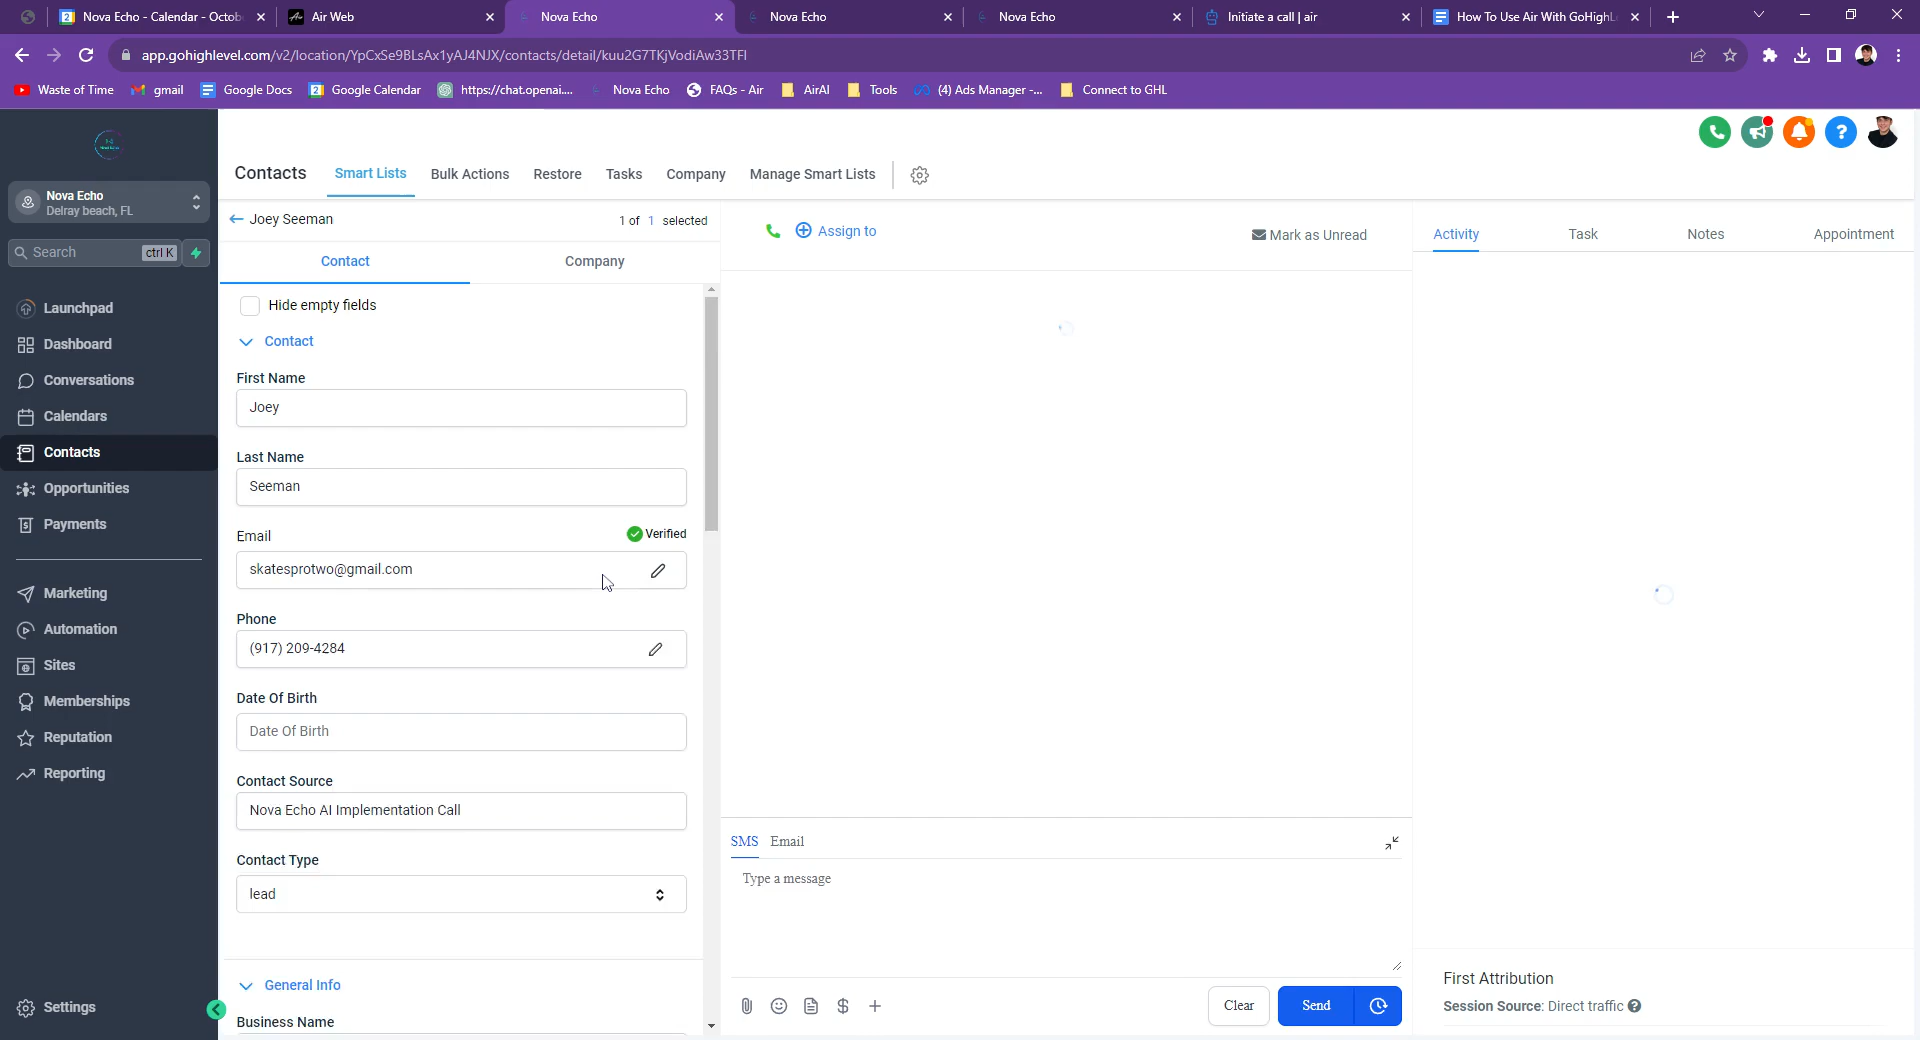 Nova Echo - Calendar - Octob
Air Web
Nova Echo
Nova Echo
Nova Echo
Initiate a call | air
How To Use Air With GoHighL
app.gohighlevel.com/v2/location/YpCxSe9BLsAx1yAJ4NJX/contacts/detail/kuu2G7TKjVodiAw33TFI
Waste of Time
gmail
Google Docs
Google Calendar
https://chat.openai....
Nova Echo
FAQs - Air
AirAI
Tools
(4) Ads Manager -...
Connect to GHL
Nova Echo
Delray beach, FL
Search
ctrl K
Launchpad
Dashboard
Conversations
Calendars
Contacts
Opportunities
Payments
Marketing
Automation
Sites
Memberships
Reputation
Reporting
Settings
Contacts
Smart Lists
Bulk Actions
Restore
Tasks
Company
Manage Smart Lists
Joey Seeman
1 of 1 selected
Contact
Company
Hide empty fields
Contact
First Name
Joey
Last Name
Seeman
Email
Verified
skatesprotwo@gmail.com
Phone
(917) 209-4284
Date Of Birth
Date Of Birth
Contact Source
Nova Echo AI Implementation Call
Contact Type
lead
General Info
Business Name
Assign to
Mark as Unread
SMS
Email
Type a message
Clear
Send
Activity
Task
Notes
Appointment
First Attribution
Session Source: Direct traffic